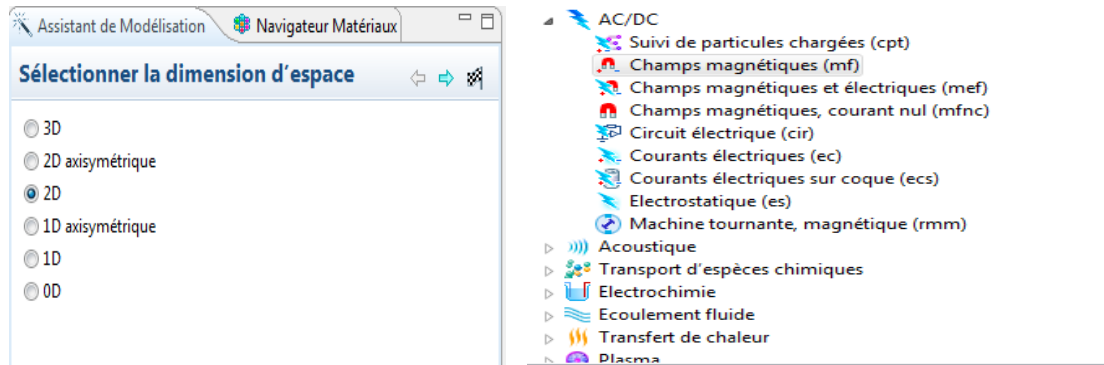 Assistant de Modélisation
Navigateur Matériaux
Sélectionner la dimension d'espace
3D
2D axisymétrique
2D
1D axisymétrique
1D
0D
AC/DC
Suivi de particules chargées (cpt)
Champs magnétiques (mf)
Champs magnétiques et électriques (mef)
Champs magnétiques, courant nul (mfnc)
Circuit électrique (cir)
Courants électriques (ec)
Courants électriques sur coque (ecs)
Electrostatique (es)
Machine tournante, magnétique (rmm)
Acoustique
Transport d'espèces chimiques
Electrochimie
Ecoulement fluide
Transfert de chaleur
Plasma